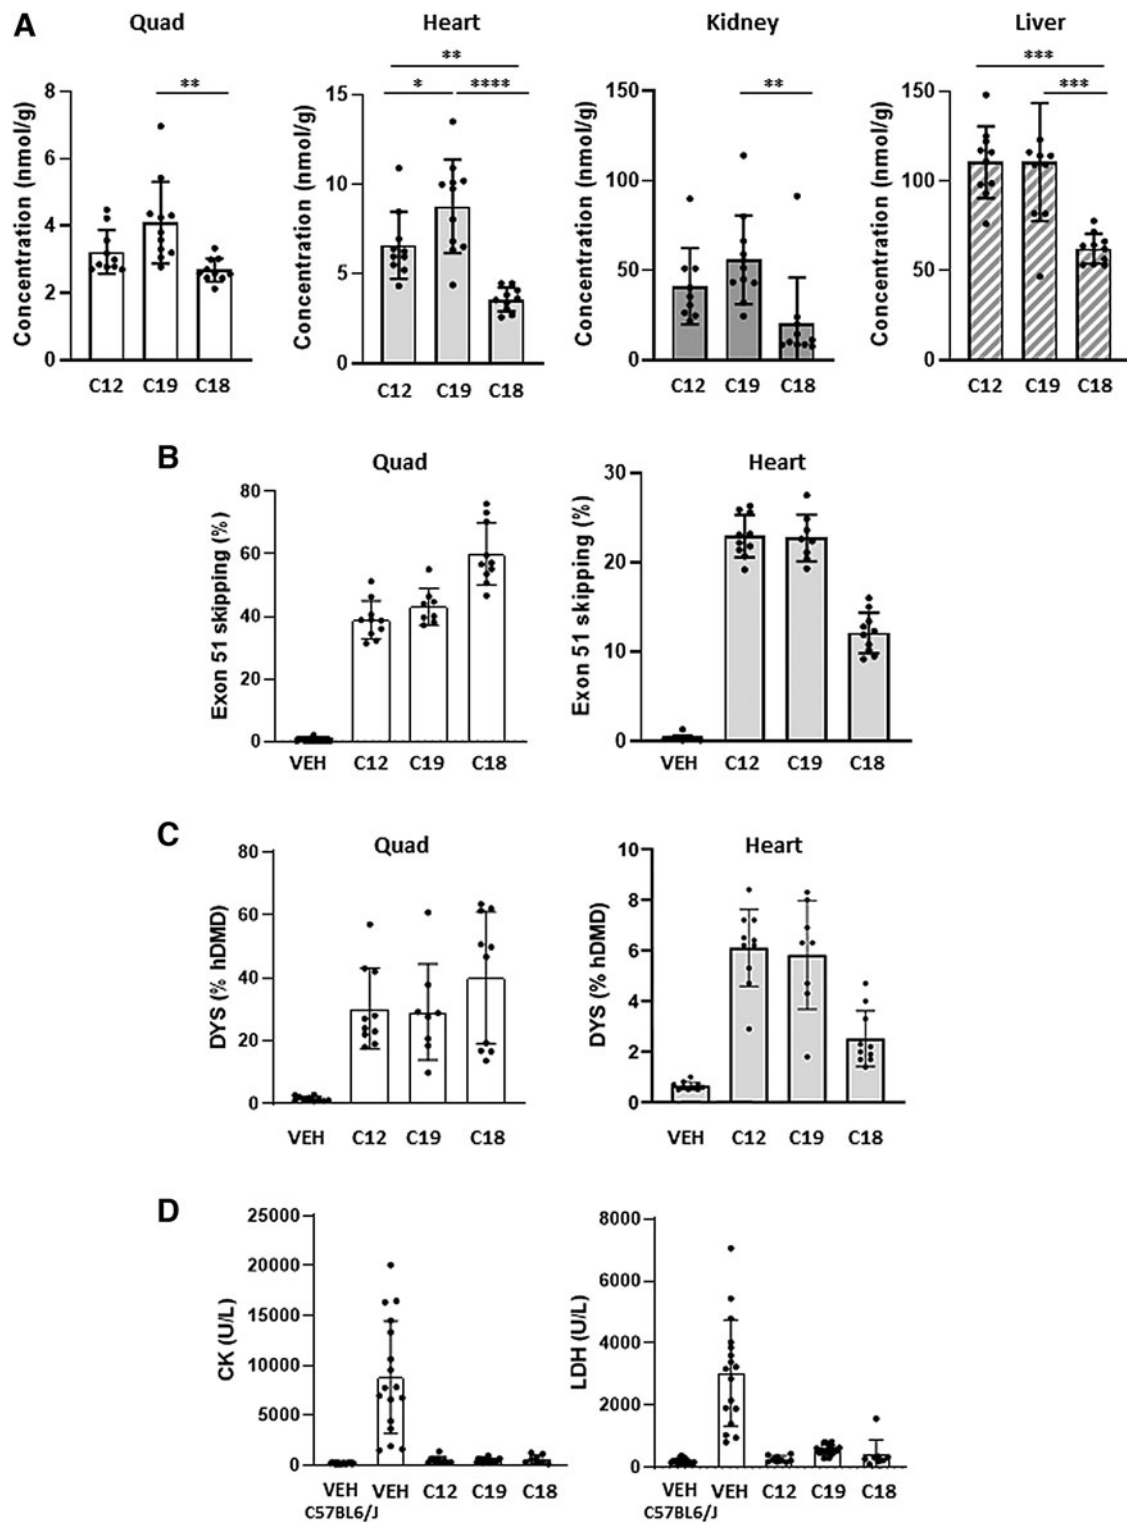 A
Quad
Heart
Kidney
Liver
Concentration (nmol/g)
8
6
4
2
0
**
C12 C19 C18
Concentration (nmol/g)
15
10
5
0
**
* ****
C12 C19 C18
Concentration (nmol/g)
150
100
50
0
**
C12 C19 C18
Concentration (nmol/g)
150
100
50
0
***
***
C12 C19 C18
B
Quad
Exon 51 skipping (%)
80
60
40
20
0
VEH C12 C19 C18
Heart
Exon 51 skipping (%)
30
20
10
0
VEH C12 C19 C18
C
Quad
DYS (% hDMD)
80
60
40
20
0
VEH C12 C19 C18
Heart
DYS (% hDMD)
10
8
6
4
2
0
VEH C12 C19 C18
D
CK (U/L)
25000
20000
15000
10000
5000
0
VEH VEH C12 C19 C18
C57BL6/J
LDH (U/L)
8000
6000
4000
2000
0
VEH VEH C12 C19 C18
C57BL6/J